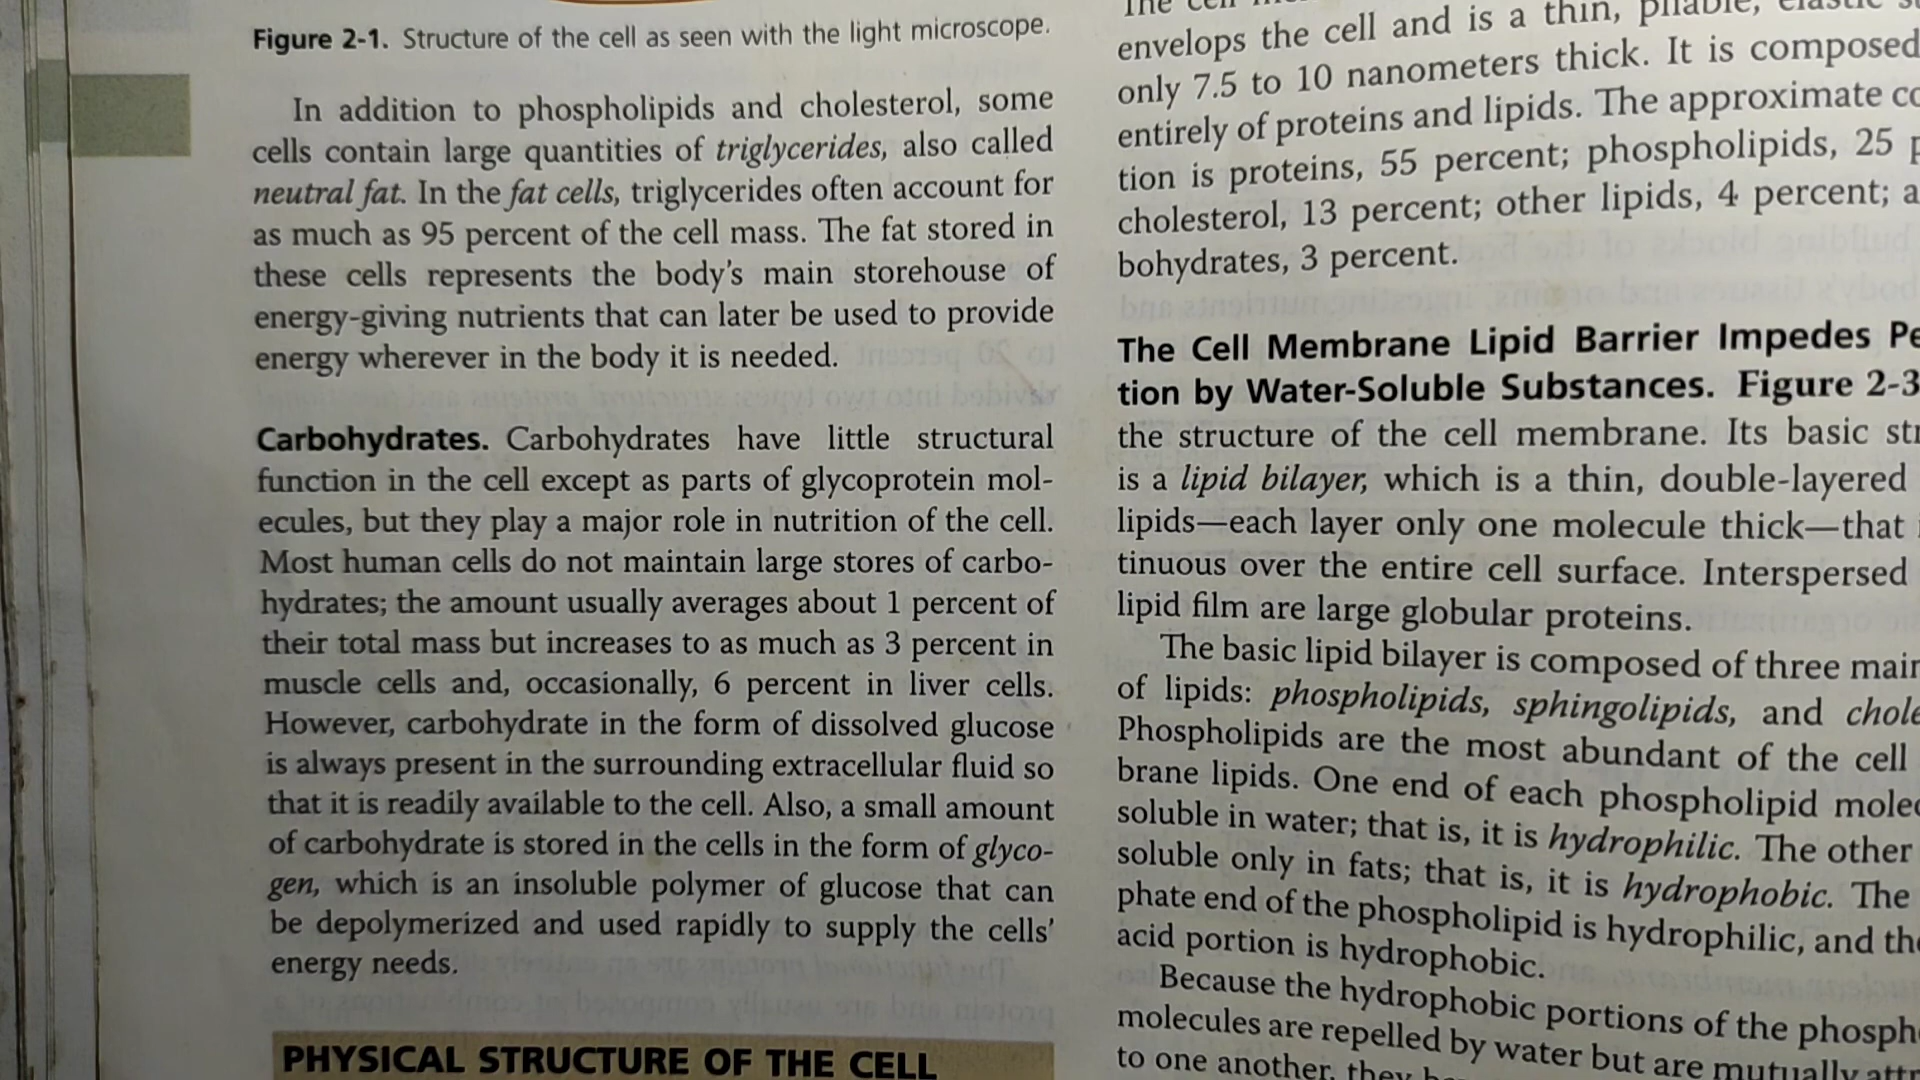 Figure 2-1. Structure of the cell as seen with the light microscope.
In addition to phospholipids and cholesterol, some
cells contain large quantities of triglycerides, also called
neutral fat. In the fat cells, triglycerides often account for
as much as 95 percent of the cell mass. The fat stored in
these cells represents the body's main storehouse of
energy-giving nutrients that can later be used to provide
energy wherever in the body it is needed.
Carbohydrates. Carbohydrates have little structural
function in the cell except as parts of glycoprotein mol-
ecules, but they play a major role in nutrition of the cell.
Most human cells do not maintain large stores of carbo-
hydrates; the amount usually averages about 1 percent of
their total mass but increases to as much as 3 percent in
muscle cells and, occasionally, 6 percent in liver cells.
However, carbohydrate in the form of dissolved glucose
is always present in the surrounding extracellular fluid so
that it is readily available to the cell. Also, a small amount
of carbohydrate is stored in the cells in the form of glyco-
gen, which is an insoluble polymer of glucose that can
be depolymerized and used rapidly to supply the cells'
energy needs.
PHYSICAL STRUCTURE OF THE CELL
The cell
envelops the cell and is a thin, pliable, elastic
only 7.5 to 10 nanometers thick. It is composed
entirely of proteins and lipids. The approximate co
tion is proteins, 55 percent; phospholipids, 25 p
cholesterol, 13 percent; other lipids, 4 percent; a
bohydrates, 3 percent.
The Cell Membrane Lipid Barrier Impedes Pe
tion by Water-Soluble Substances. Figure 2-3
the structure of the cell membrane. Its basic str
is a lipid bilayer, which is a thin, double-layered
lipids—each layer only one molecule thick—that
tinuous over the entire cell surface. Interspersed
lipid film are large globular proteins.
The basic lipid bilayer is composed of three main
of lipids: phospholipids, sphingolipids, and chole
Phospholipids are the most abundant of the cell
brane lipids. One end of each phospholipid molec
soluble in water; that is, it is hydrophilic. The other
soluble only in fats; that is, it is hydrophobic. The
phate end of the phospholipid is hydrophilic, and the
acid portion is hydrophobic.
Because the hydrophobic portions of the phosph
molecules are repelled by water but are mutually attr
to one another, they